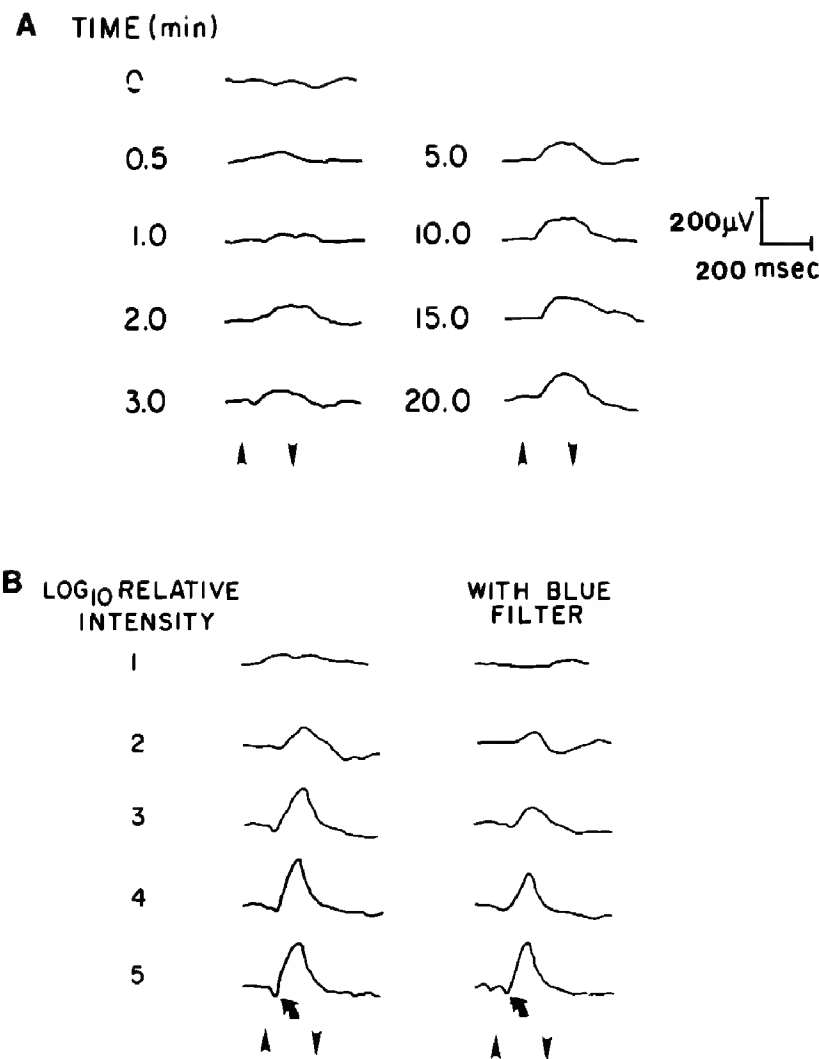 A TIME (min)
0
0.5 5.0
1.0 10.0
2.0 15.0
3.0 20.0
200μV
200 msec
B LOG10 RELATIVE INTENSITY
WITH BLUE FILTER
1
2
3
4
5